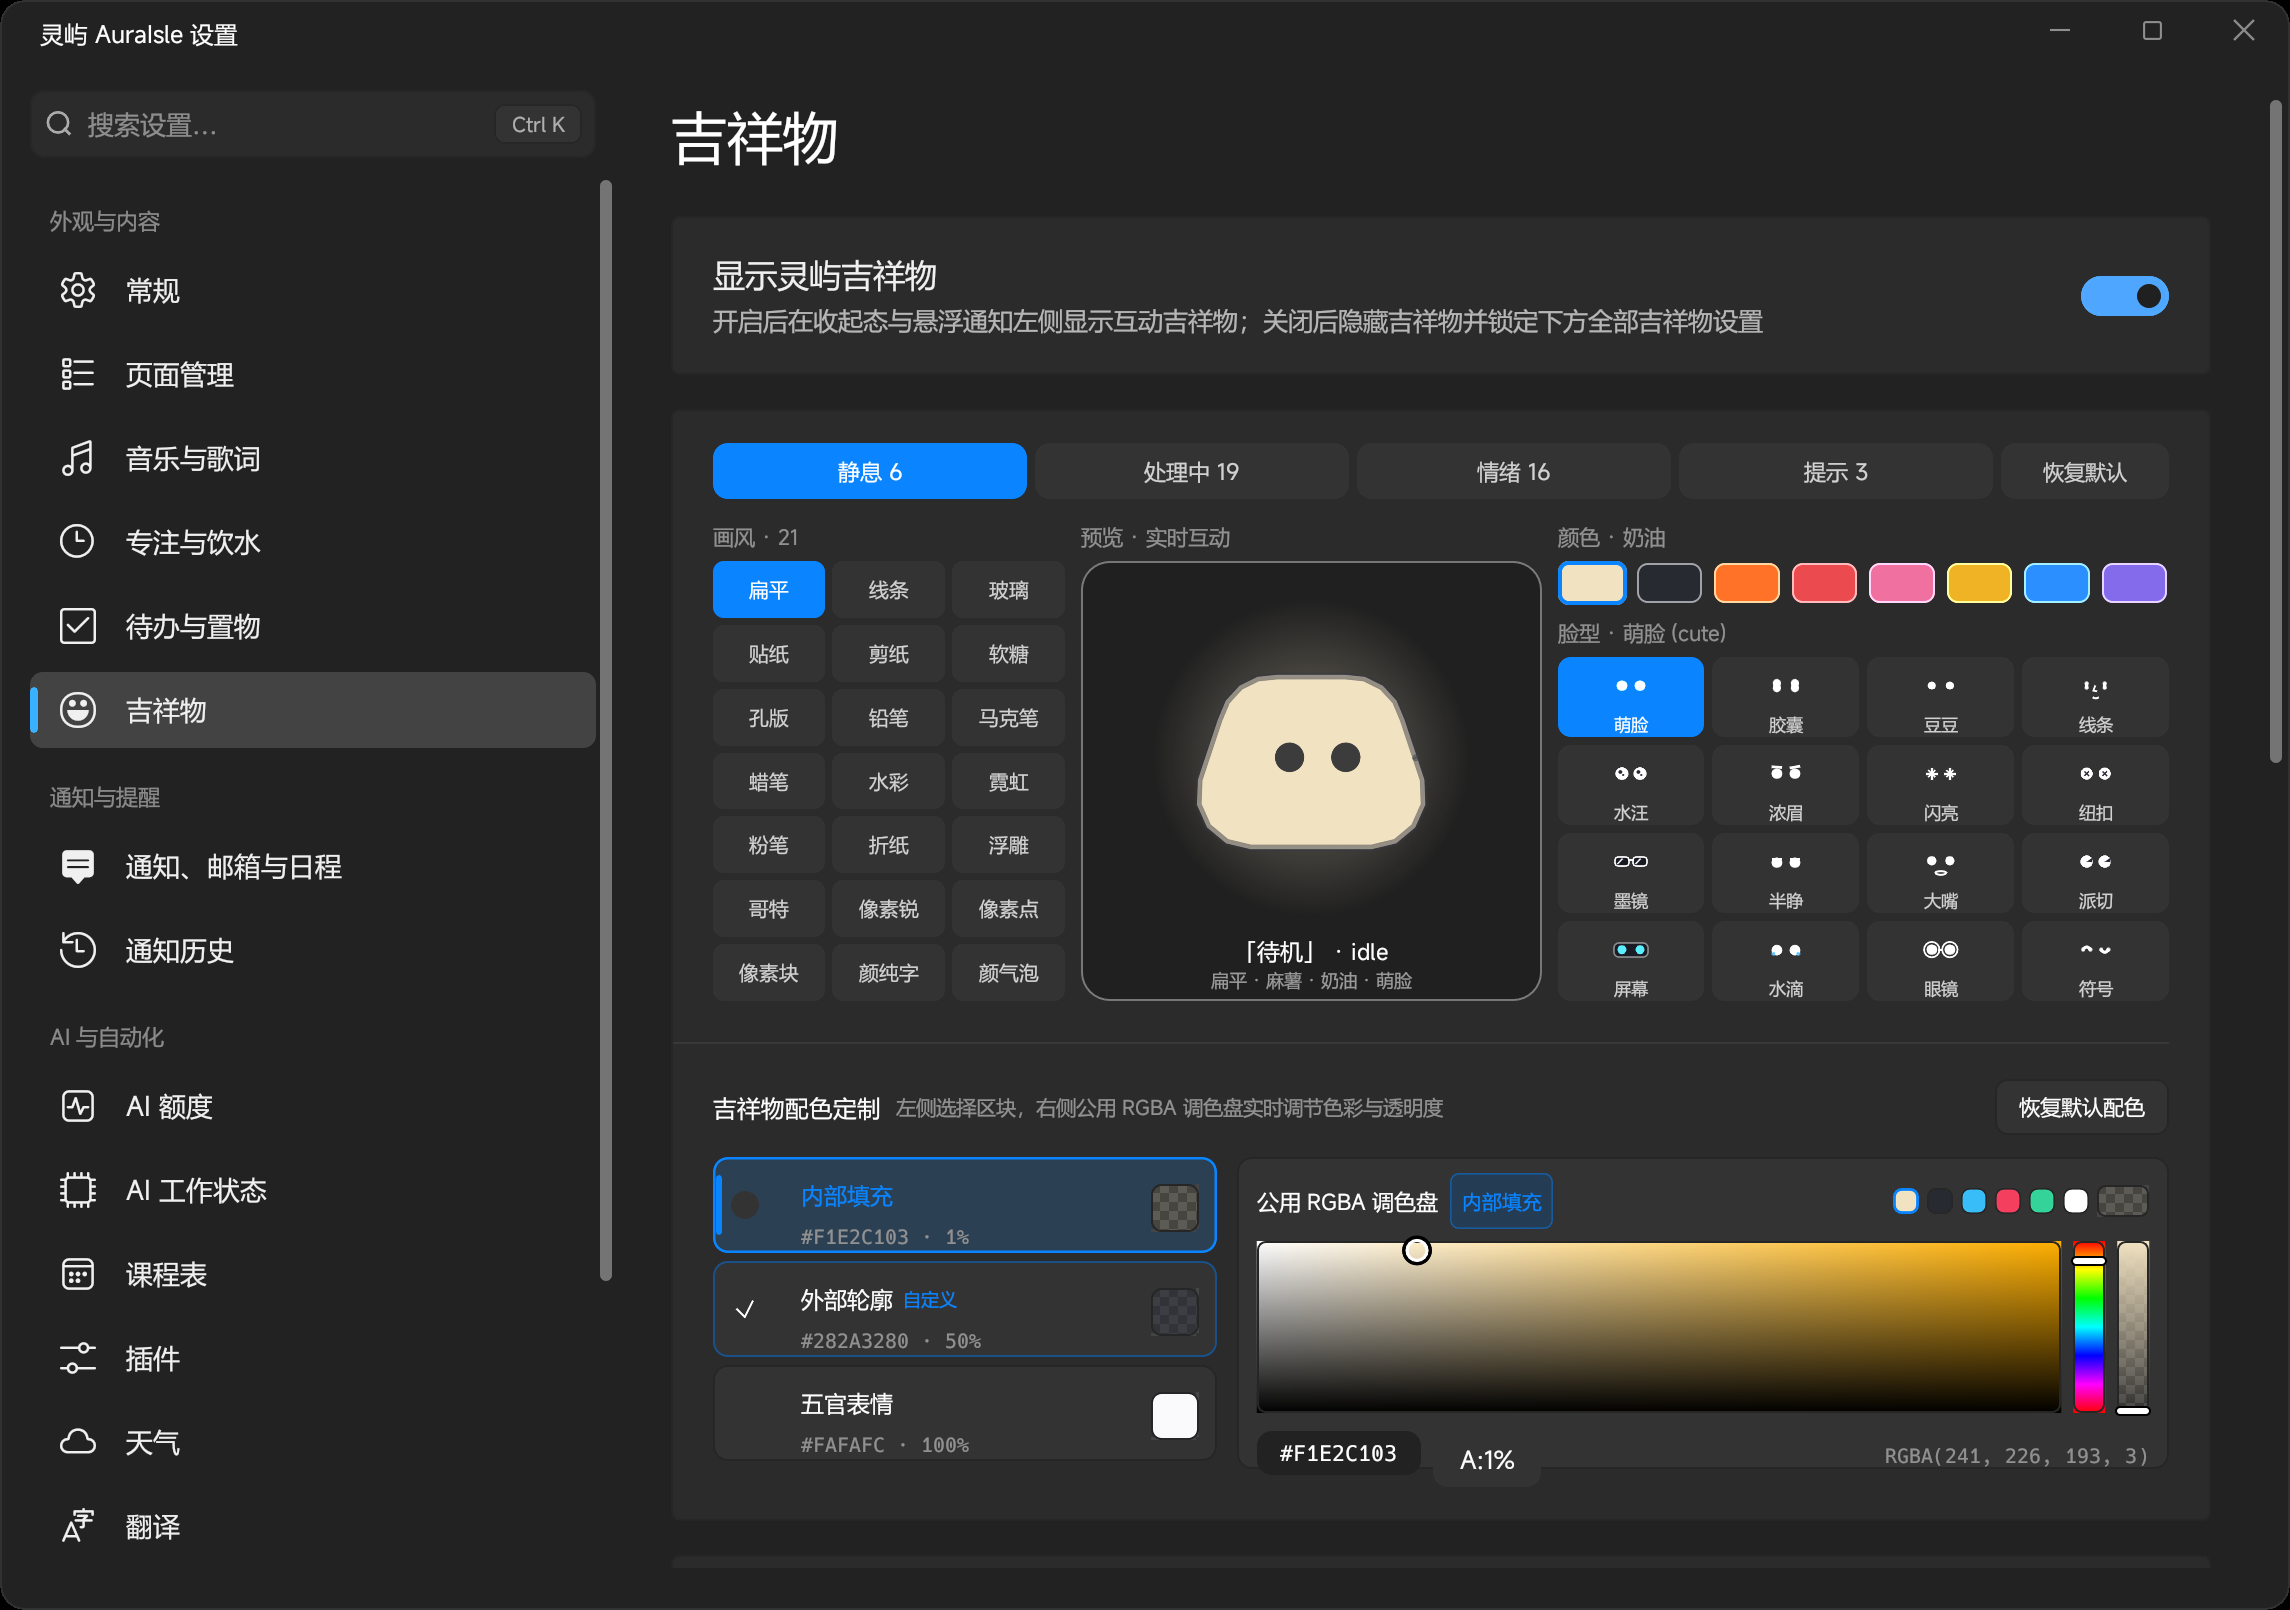 灵屿 AuraIsle 设置
搜索设置...
Ctrl K
外观与内容
常规
页面管理
音乐与歌词
专注与饮水
待办与置物
吉祥物
通知与提醒
通知、邮箱与日程
通知历史
AI 与自动化
AI 额度
AI 工作状态
课程表
插件
天气
翻译
吉祥物
显示灵屿吉祥物
开启后在收起态与悬浮通知左侧显示互动吉祥物；关闭后隐藏吉祥物并锁定下方全部吉祥物设置
静息 6
处理中 19
情绪 16
提示 3
恢复默认
画风 · 21
扁平
线条
玻璃
贴纸
剪纸
软糖
孔版
铅笔
马克笔
蜡笔
水彩
霓虹
粉笔
折纸
浮雕
哥特
像素锐
像素点
像素块
颜纯字
颜气泡
预览 · 实时互动
「待机」 · idle
扁平 · 麻薯 · 奶油 · 萌脸
颜色 · 奶油
脸型 · 萌脸 (cute)
萌脸
胶囊
豆豆
线条
水汪
浓眉
闪亮
纽扣
墨镜
半睁
大嘴
派切
屏幕
水滴
眼镜
符号
吉祥物配色定制
左侧选择区块，右侧公用 RGBA 调色盘实时调节色彩与透明度
恢复默认配色
内部填充
#F1E2C103 · 1%
外部轮廓 自定义
#282A3280 · 50%
五官表情
#FAFAFC · 100%
公用 RGBA 调色盘
内部填充
#F1E2C103
A:1%
RGBA(241, 226, 193, 3)